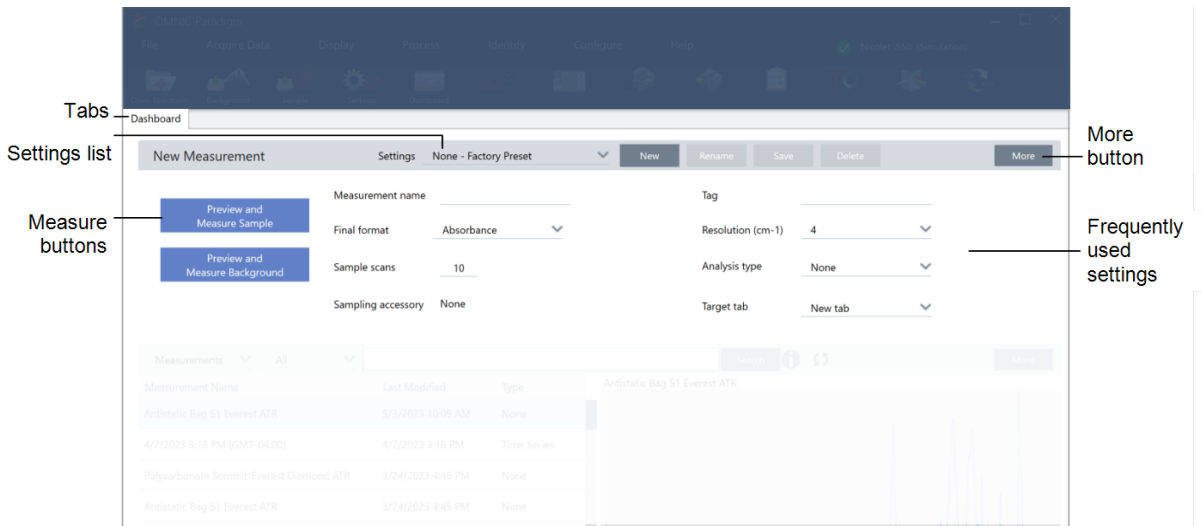 OMNIC Paradigm
File Acquire Data Display Process Identify Configure Help
Tabs
Dashboard
Settings list
New Measurement Settings None - Factory Preset New Rename Save Delete More
More
button
Measure
buttons
Preview and
Measure Sample
Preview and
Measure Background
Measurement name
Tag
Final format Absorbance
Resolution (cm-1) 4
Sample scans 10
Analysis type None
Sampling accessory None
Target tab New tab
Frequently
used
settings
Measurements All Search More
Measurement Name Last Modified Type
Antistatic Bag S1 Everest ATR
Antistatic Bag S1 Everest ATR 5/3/2023 10:09 AM None
4/7/2023 3:18 PM (GMT-04:00) 4/7/2023 3:18 PM Time Series
Polycarbonate Summit/Everest Diamond ATR 3/24/2023 4:46 PM None
Antistatic Bag S1 Everest ATR 3/24/2023 4:45 PM None